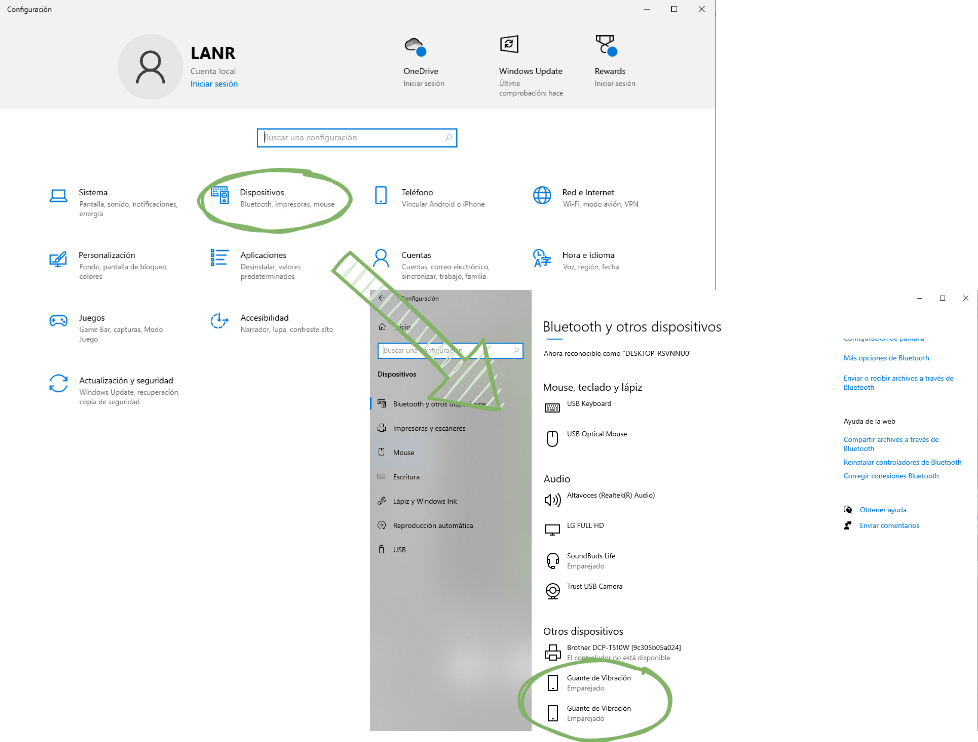 Configuración
LANR
Cuenta local
Iniciar sesión
OneDrive
Iniciar sesión
Windows Update
Última
comprobación: hace
Rewards
Iniciar sesión
Buscar una configuración
Sistema
Pantalla, sonido, notificaciones,
energía
Dispositivos
Bluetooth, impresoras, mouse
Teléfono
Vincular Android o iPhone
Red e Internet
Wi-Fi, modo avión, VPN
Personalización
Fondo, pantalla de bloqueo,
colores
Aplicaciones
Desinstalar, valores
predeterminados
Cuentas
Cuentas, correo electrónico,
sincronizar, trabajo, familia
Hora e idioma
Voz, región, fecha
Juegos
Game Bar, capturas, Modo
Juego
Accesibilidad
Narrador, lupa, contraste alto
Actualización y seguridad
Windows Update, recuperación,
copia de seguridad
Configuración
Inicio
Buscar una configuración
Dispositivos
Bluetooth y otros dispositivos
Impresoras y escáneres
Mouse
Escritura
Lápiz y Windows Ink
Reproducción automática
USB
Bluetooth y otros dispositivos
Ahora reconocible como "DESKTOP-RSVNNU0"
Mouse, teclado y lápiz
USB Keyboard
USB Optical Mouse
Audio
Altavoces (Realtek(R) Audio)
LG FULL HD
SoundBuds Life
Emparejado
Trust USB Camera
Otros dispositivos
Brother DCP-T510W [9c305b05a024]
El controlador no está disponible
Guante de Vibración
Emparejado
Guante de Vibración
Emparejado
Configuración de pantalla
Más opciones de Bluetooth
Enviar o recibir archivos a través de
Bluetooth
Ayuda de la web
Compartir archivos a través de
Bluetooth
Reinstalar controladores de Bluetooth
Corregir conexiones Bluetooth
Obtener ayuda
Enviar comentarios